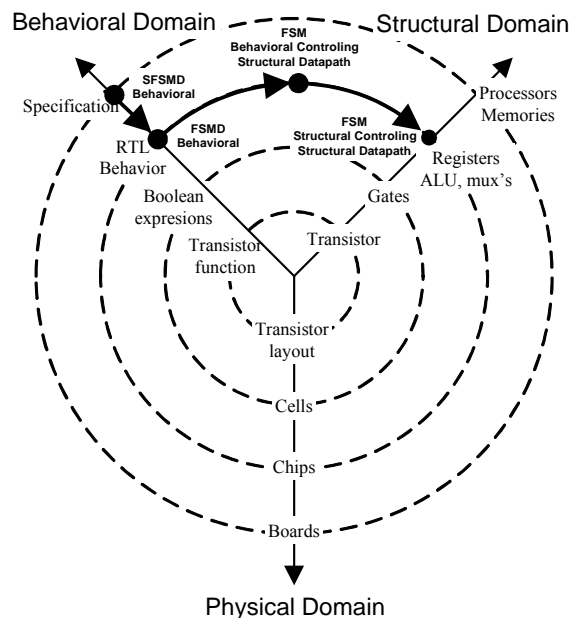 Behavioral Domain
Structural Domain
FSM
Behavioral Controling
Structural Datapath
SFSMD
Behavioral
Specification
Processors
Memories
FSMD
Behavioral
FSM
Structural Controling
Structural Datapath
RTL
Behavior
Registers
ALU, mux's
Boolean
expresions
Gates
Transistor
function
Transistor
Transistor
layout
Cells
Chips
Boards
Physical Domain